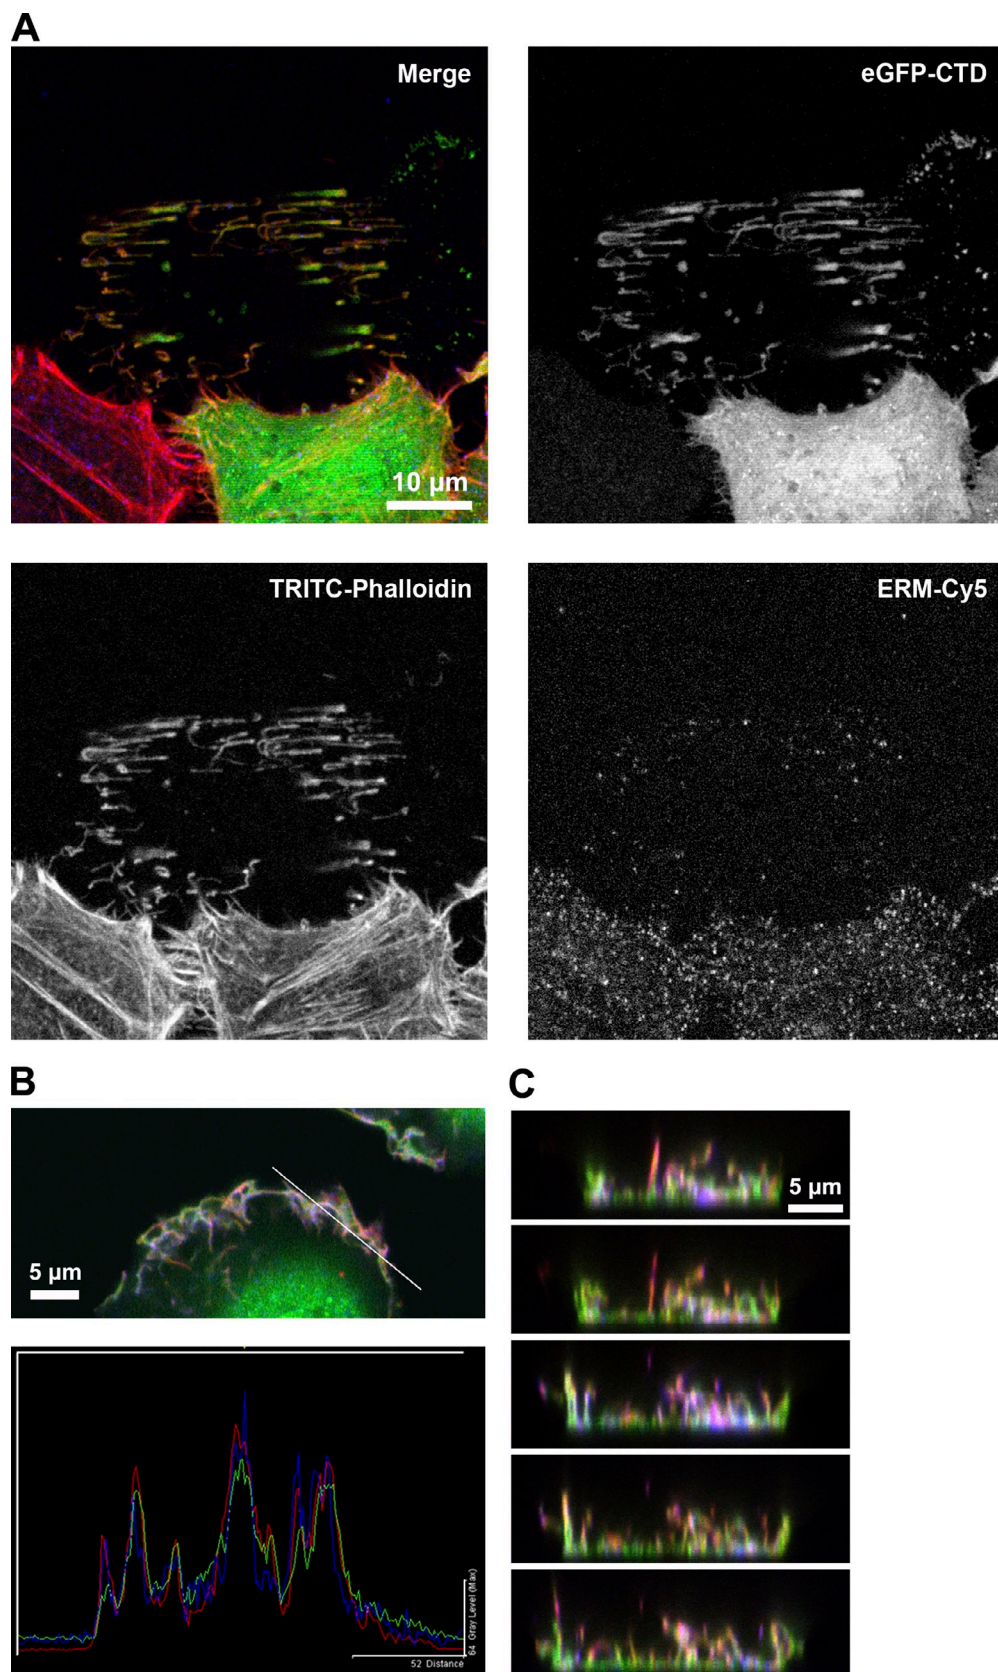 A
Merge
eGFP-CTD
10 µm
TRITC-Phalloidin
ERM-Cy5
B
C
5 µm
5 µm
64 Gray Level (Max)
52 Distance